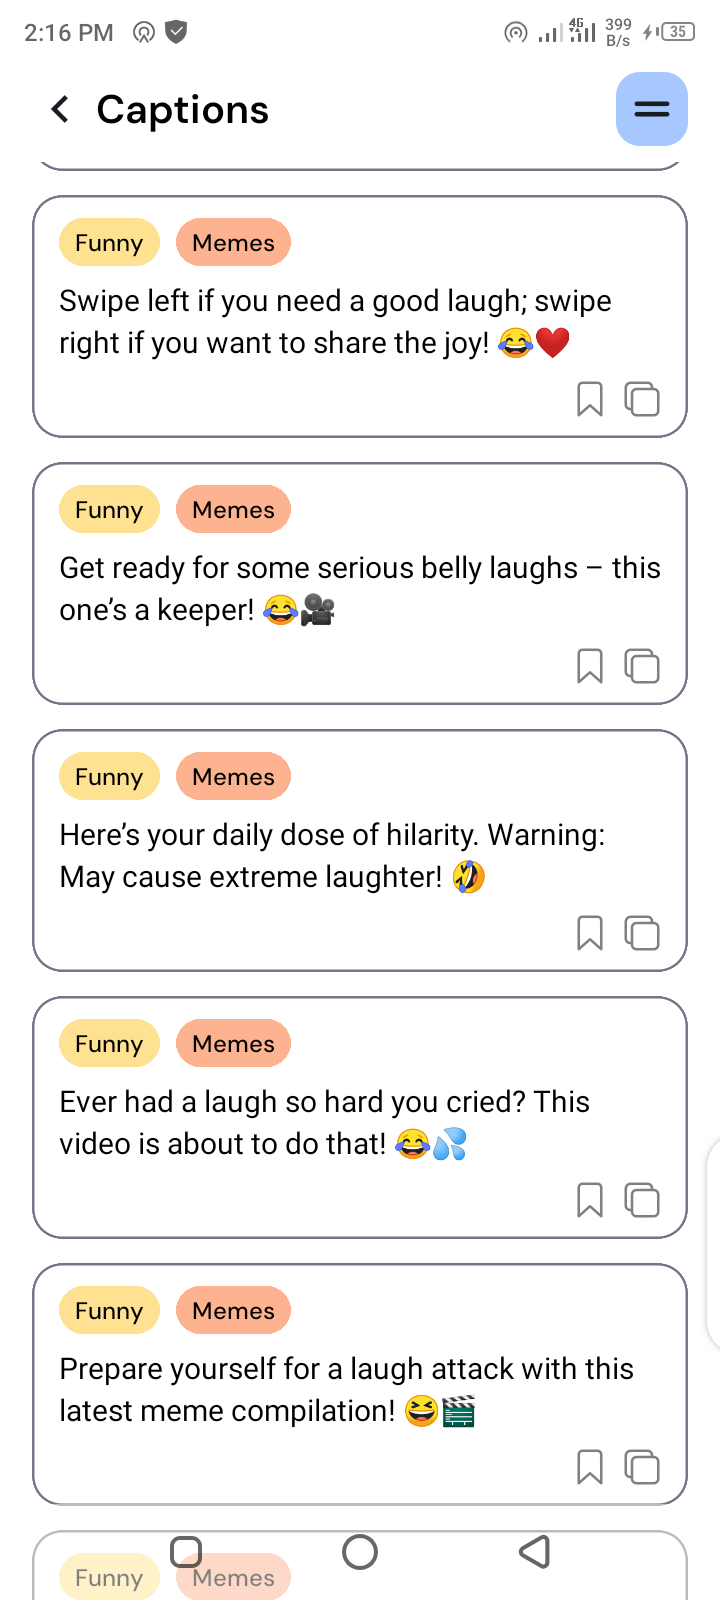 2:16 PM 4G 399 B/s 35
Captions
Funny Memes
Swipe left if you need a good laugh; swipe
right if you want to share the joy! 😂❤️
Funny Memes
Get ready for some serious belly laughs – this
one’s a keeper! 😂🎥
Funny Memes
Here’s your daily dose of hilarity. Warning:
May cause extreme laughter! 🤣
Funny Memes
Ever had a laugh so hard you cried? This
video is about to do that! 😂💦
Funny Memes
Prepare yourself for a laugh attack with this
latest meme compilation! 😆🎬
Funny Memes